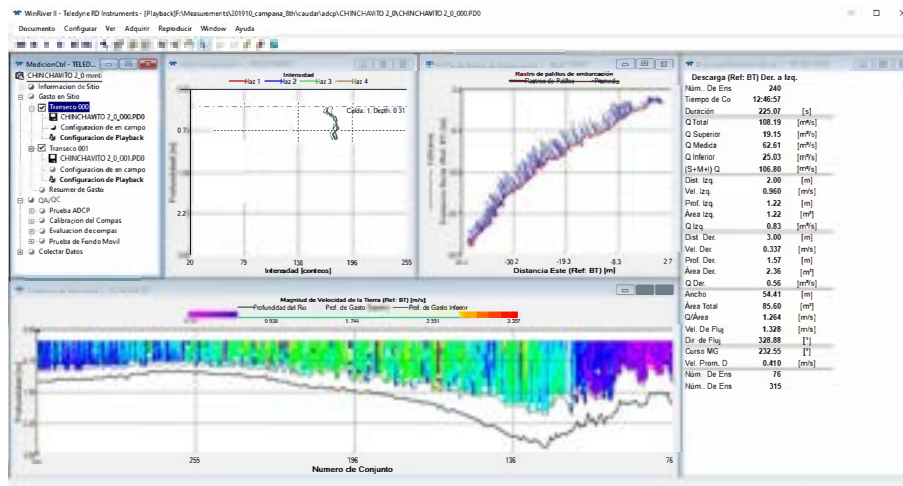 WinRiver II - Teledyne RD Instruments - [Playback]F:\Measurements\201910_campana_8th\caudar\adcp\CHINCHAVITO 2_0\CHINCHAVITO 2_0_000.PD0
Documento Configurar Ver Adquirir Reproducir Window Ayuda
MedicionCtrl - TELED...
CHINCHAVITO 2_0 mmt
Informacion de Sitio
Gasto en Sitio
Transeco 000
CHINCHAVITO 2_0_000.PD0
Configuracion de en campo
Configuracion de Playback
Transeco 001
CHINCHAVITO 2_0_001.PD0
Configuracion de en campo
Configuracion de Playback
Resumer de Gasto
QA/QC
Prueba ADCP
Calibracion del Compas
Evaluacion decompas
Prueba de Fondo Movil
Colectar Datos
Intensidad
Haz 1 Haz 2 Haz 3 Haz 4
Celda: 1, Depth: 0.31
2.2
20 79 138 196 255
Intensidad [conteos]
Rastro de palillos de embarcación
Rastros de Palillos Promedio
-30.2 -19.3 -8.3 2.7
Distancia Este (Ref: BT) [m]
Descarga (Ref: BT) Der. a Izq.
Núm. De Ens 240
Tiempo de Co 12:46:57
Duración 225.07 [s]
Q Total 108.19 [m³/s]
Q Superior 19.15 [m³/s]
Q Medica 62.61 [m³/s]
Q Inferior 25.03 [m³/s]
(S+M+I) Q 106.80 [m³/s]
Dist. Izq. 2.00 [m]
Vel. Izq. 0.960 [m/s]
Prof. Izq. 1.22 [m]
Área Izq. 1.22 [m²]
Q Izq. 0.83 [m³/s]
Dist. Der. 3.00 [m]
Vel. Der. 0.337 [m/s]
Prof. Der. 1.57 [m]
Área Der. 2.36 [m²]
Q Der. 0.56 [m³/s]
Ancho 54.41 [m]
Área Total 85.60 [m²]
Q/Área 1.264 [m/s]
Vel. De Fluj 1.328 [m/s]
Dir. de Fluj 328.88 [°]
Curso MG 232.55 [°]
Vel. Prom. D 0.410 [m/s]
Núm. De Ens 76
Núm. De Ens 315
Magnitud de Velocidad de la Tierra (Ref: BT) [m/s]
Profundidad del Rio Prof. de Gasto Prof. de Gasto Inferior
0.938 1.744 2.551 3.357
255 196 136 76
Numero de Conjunto